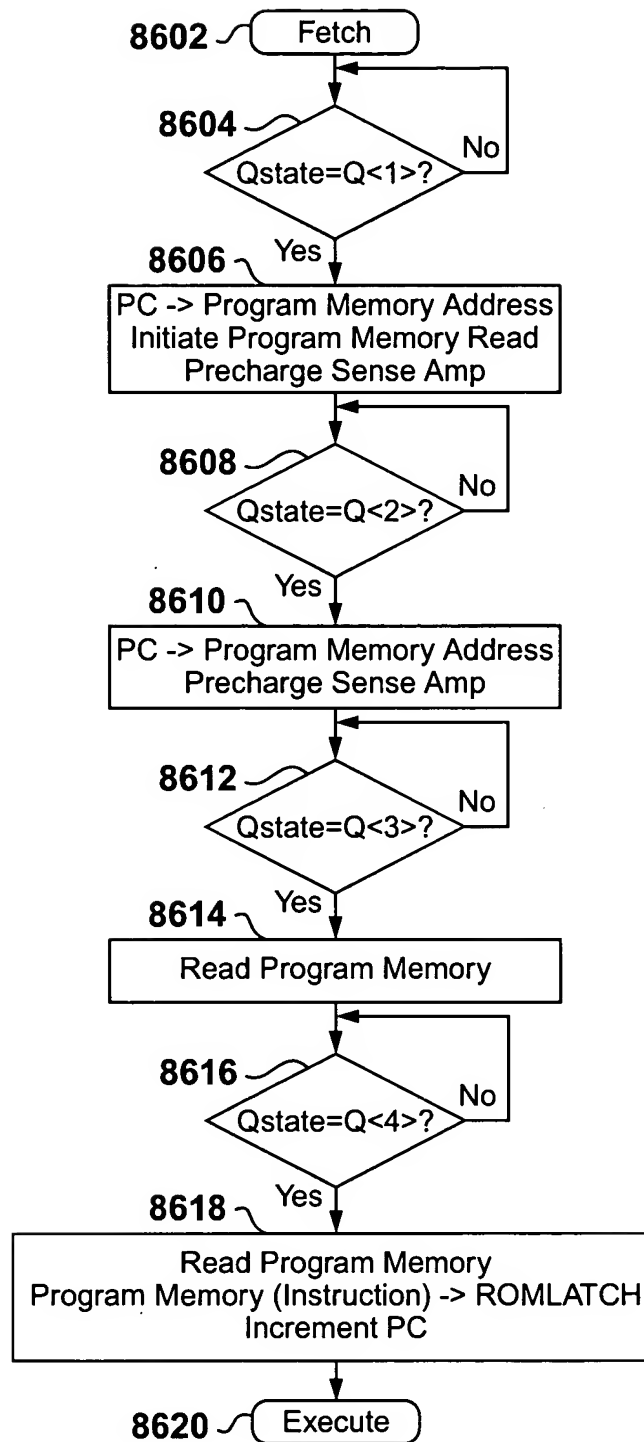 8602 Fetch
8604
Qstate=Q<1>?
No
Yes
8606
PC -> Program Memory Address
Initiate Program Memory Read
Precharge Sense Amp
8608
Qstate=Q<2>?
No
Yes
8610
PC -> Program Memory Address
Precharge Sense Amp
8612
Qstate=Q<3>?
No
Yes
8614
Read Program Memory
8616
Qstate=Q<4>?
No
Yes
8618
Read Program Memory
Program Memory (Instruction) -> ROMLATCH
Increment PC
8620 Execute